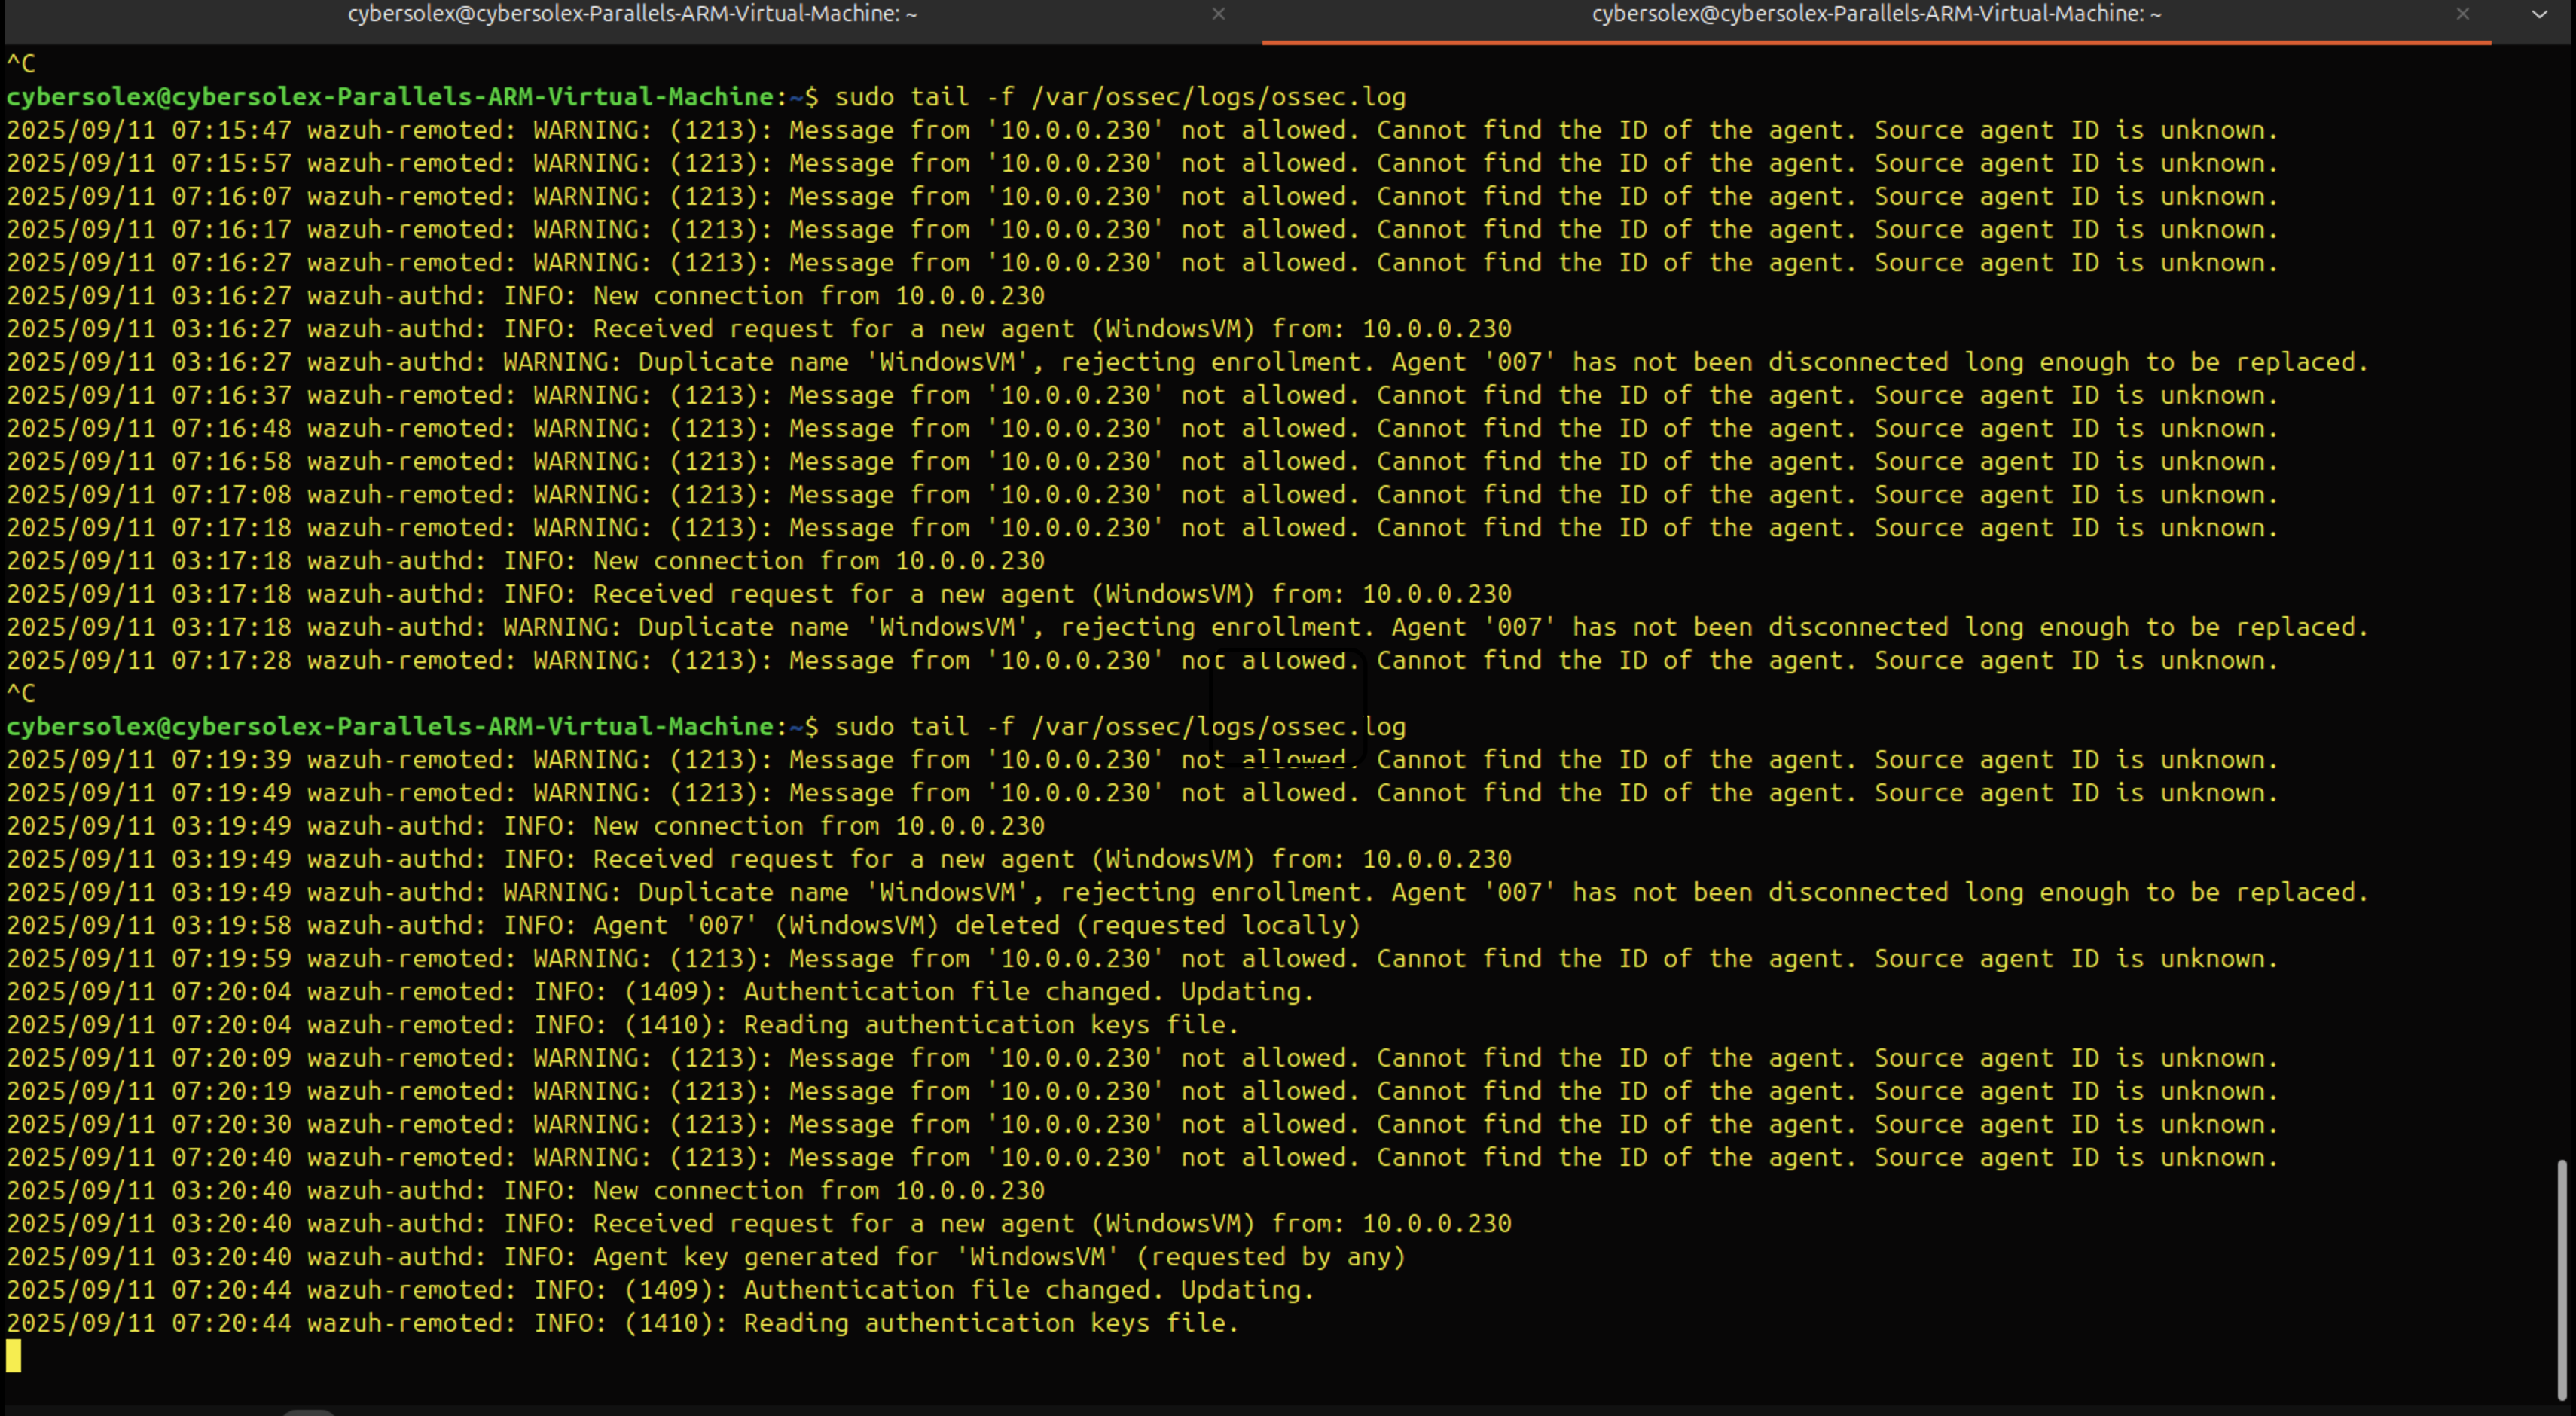 cybersolex@cybersolex-Parallels-ARM-Virtual-Machine: ~ × cybersolex@cybersolex-Parallels-ARM-Virtual-Machine: ~ ×
^C
cybersolex@cybersolex-Parallels-ARM-Virtual-Machine:~$ sudo tail -f /var/ossec/logs/ossec.log
2025/09/11 07:15:47 wazuh-remoted: WARNING: (1213): Message from '10.0.0.230' not allowed. Cannot find the ID of the agent. Source agent ID is unknown.
2025/09/11 07:15:57 wazuh-remoted: WARNING: (1213): Message from '10.0.0.230' not allowed. Cannot find the ID of the agent. Source agent ID is unknown.
2025/09/11 07:16:07 wazuh-remoted: WARNING: (1213): Message from '10.0.0.230' not allowed. Cannot find the ID of the agent. Source agent ID is unknown.
2025/09/11 07:16:17 wazuh-remoted: WARNING: (1213): Message from '10.0.0.230' not allowed. Cannot find the ID of the agent. Source agent ID is unknown.
2025/09/11 07:16:27 wazuh-remoted: WARNING: (1213): Message from '10.0.0.230' not allowed. Cannot find the ID of the agent. Source agent ID is unknown.
2025/09/11 03:16:27 wazuh-authd: INFO: New connection from 10.0.0.230
2025/09/11 03:16:27 wazuh-authd: INFO: Received request for a new agent (WindowsVM) from: 10.0.0.230
2025/09/11 03:16:27 wazuh-authd: WARNING: Duplicate name 'WindowsVM', rejecting enrollment. Agent '007' has not been disconnected long enough to be replaced.
2025/09/11 07:16:37 wazuh-remoted: WARNING: (1213): Message from '10.0.0.230' not allowed. Cannot find the ID of the agent. Source agent ID is unknown.
2025/09/11 07:16:48 wazuh-remoted: WARNING: (1213): Message from '10.0.0.230' not allowed. Cannot find the ID of the agent. Source agent ID is unknown.
2025/09/11 07:16:58 wazuh-remoted: WARNING: (1213): Message from '10.0.0.230' not allowed. Cannot find the ID of the agent. Source agent ID is unknown.
2025/09/11 07:17:08 wazuh-remoted: WARNING: (1213): Message from '10.0.0.230' not allowed. Cannot find the ID of the agent. Source agent ID is unknown.
2025/09/11 07:17:18 wazuh-remoted: WARNING: (1213): Message from '10.0.0.230' not allowed. Cannot find the ID of the agent. Source agent ID is unknown.
2025/09/11 03:17:18 wazuh-authd: INFO: New connection from 10.0.0.230
2025/09/11 03:17:18 wazuh-authd: INFO: Received request for a new agent (WindowsVM) from: 10.0.0.230
2025/09/11 03:17:18 wazuh-authd: WARNING: Duplicate name 'WindowsVM', rejecting enrollment. Agent '007' has not been disconnected long enough to be replaced.
2025/09/11 07:17:28 wazuh-remoted: WARNING: (1213): Message from '10.0.0.230' not allowed. Cannot find the ID of the agent. Source agent ID is unknown.
^C
cybersolex@cybersolex-Parallels-ARM-Virtual-Machine:~$ sudo tail -f /var/ossec/logs/ossec.log
2025/09/11 07:19:39 wazuh-remoted: WARNING: (1213): Message from '10.0.0.230' not allowed. Cannot find the ID of the agent. Source agent ID is unknown.
2025/09/11 07:19:49 wazuh-remoted: WARNING: (1213): Message from '10.0.0.230' not allowed. Cannot find the ID of the agent. Source agent ID is unknown.
2025/09/11 03:19:49 wazuh-authd: INFO: New connection from 10.0.0.230
2025/09/11 03:19:49 wazuh-authd: INFO: Received request for a new agent (WindowsVM) from: 10.0.0.230
2025/09/11 03:19:49 wazuh-authd: WARNING: Duplicate name 'WindowsVM', rejecting enrollment. Agent '007' has not been disconnected long enough to be replaced.
2025/09/11 03:19:58 wazuh-authd: INFO: Agent '007' (WindowsVM) deleted (requested locally)
2025/09/11 07:19:59 wazuh-remoted: WARNING: (1213): Message from '10.0.0.230' not allowed. Cannot find the ID of the agent. Source agent ID is unknown.
2025/09/11 07:20:04 wazuh-remoted: INFO: (1409): Authentication file changed. Updating.
2025/09/11 07:20:04 wazuh-remoted: INFO: (1410): Reading authentication keys file.
2025/09/11 07:20:09 wazuh-remoted: WARNING: (1213): Message from '10.0.0.230' not allowed. Cannot find the ID of the agent. Source agent ID is unknown.
2025/09/11 07:20:19 wazuh-remoted: WARNING: (1213): Message from '10.0.0.230' not allowed. Cannot find the ID of the agent. Source agent ID is unknown.
2025/09/11 07:20:30 wazuh-remoted: WARNING: (1213): Message from '10.0.0.230' not allowed. Cannot find the ID of the agent. Source agent ID is unknown.
2025/09/11 07:20:40 wazuh-remoted: WARNING: (1213): Message from '10.0.0.230' not allowed. Cannot find the ID of the agent. Source agent ID is unknown.
2025/09/11 03:20:40 wazuh-authd: INFO: New connection from 10.0.0.230
2025/09/11 03:20:40 wazuh-authd: INFO: Received request for a new agent (WindowsVM) from: 10.0.0.230
2025/09/11 03:20:40 wazuh-authd: INFO: Agent key generated for 'WindowsVM' (requested by any)
2025/09/11 07:20:44 wazuh-remoted: INFO: (1409): Authentication file changed. Updating.
2025/09/11 07:20:44 wazuh-remoted: INFO: (1410): Reading authentication keys file.